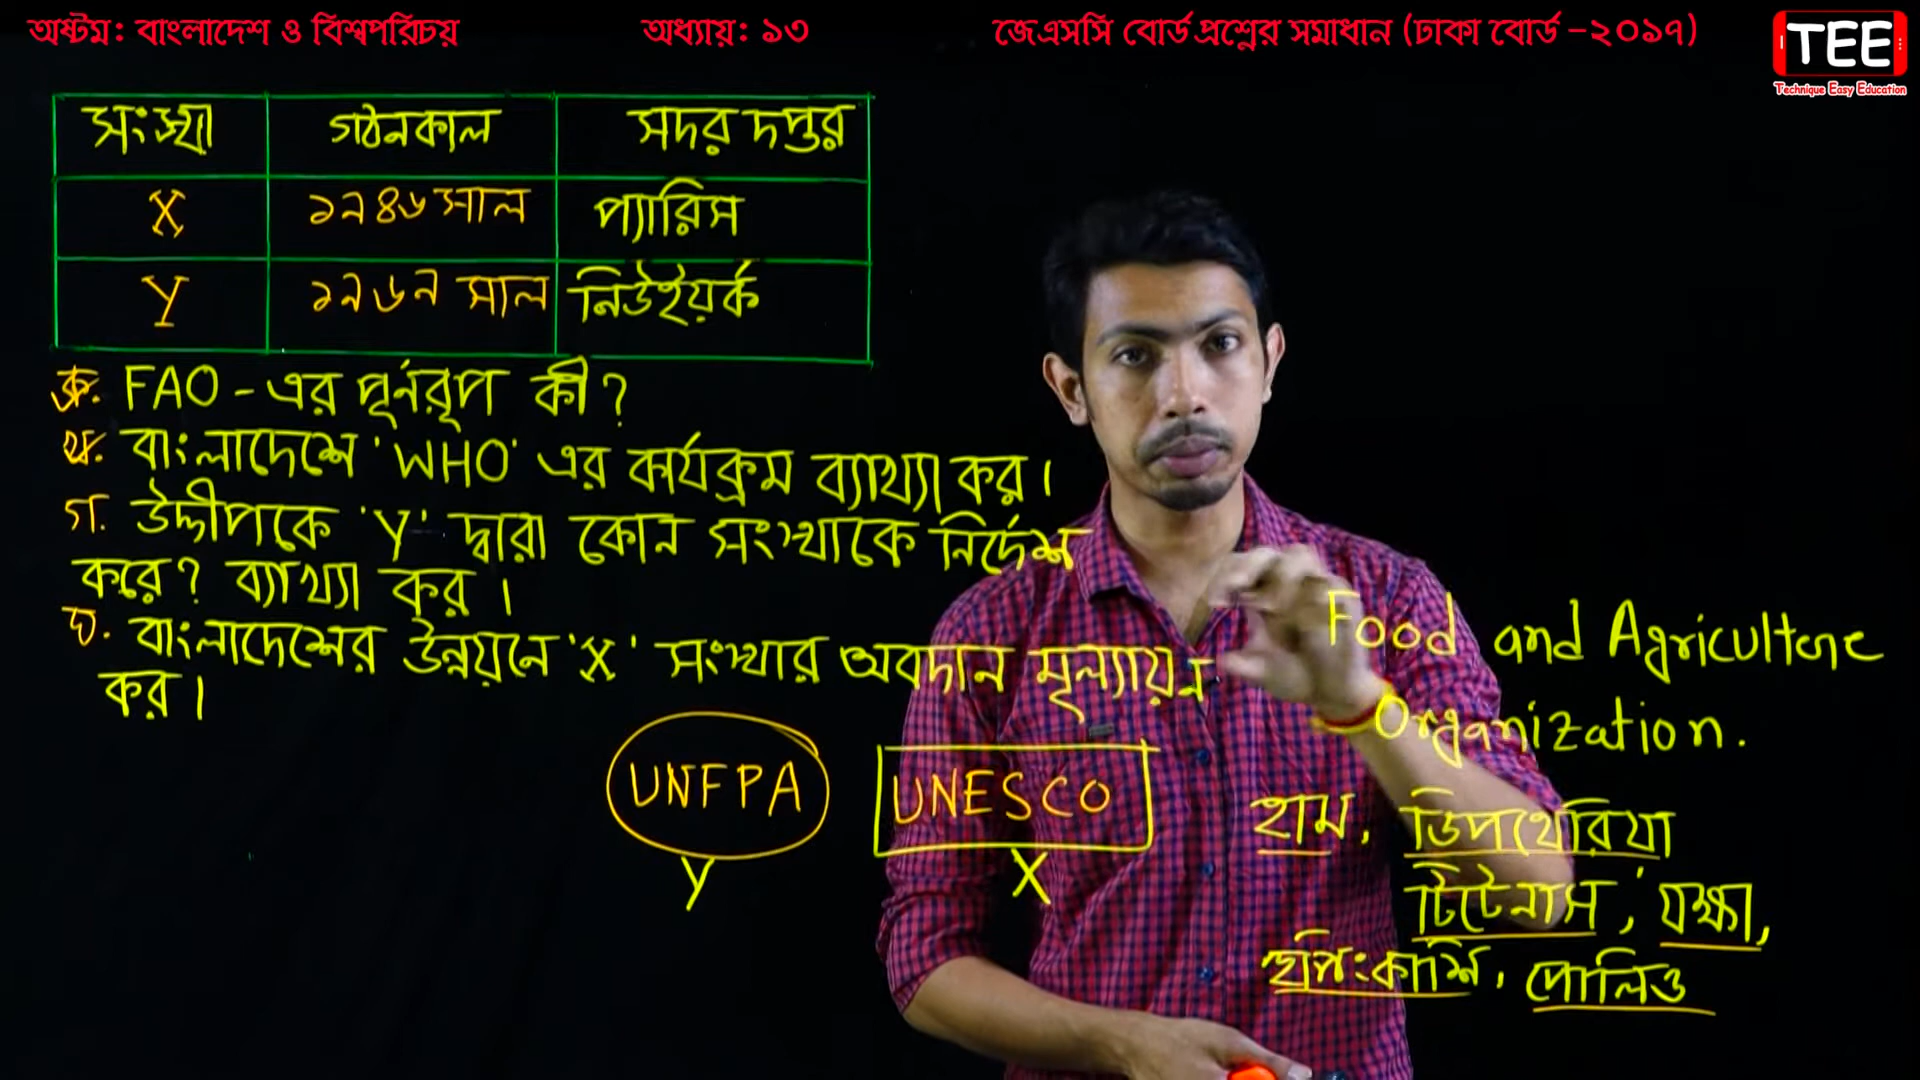 অষ্টম: বাংলাদেশ ও বিশ্বপরিচয়
অধ্যায়: ১৩
জেএসসি বোর্ড প্রশ্নের সমাধান (ঢাকা বোর্ড -২০১৭)
TEE
Technique Easy Education
সংস্থা গঠনকাল সদর দপ্তর
X ১৯৪৬ সাল প্যারিস
Y ১৯৬৯ সাল নিউইয়র্ক
ক. FAO - এর পূর্নরূপ কী?
খ. বাংলাদেশে 'WHO' এর কার্যক্রম ব্যাখ্যা কর।
গ. উদ্দীপকে 'Y' দ্বারা কোন সংস্থাকে নির্দেশ
করে? ব্যাখ্যা কর।
ঘ. বাংলাদেশের উন্নয়নে 'X' সংস্থার অবদান মূল্যায়ন
কর।
Food and Agriculture
Organization.
UNFPA
Y
UNESCO
X
হাম, ডিপথেরিয়া
টিটেনাস, যক্ষা,
হুপিংকাশি, পোলিও